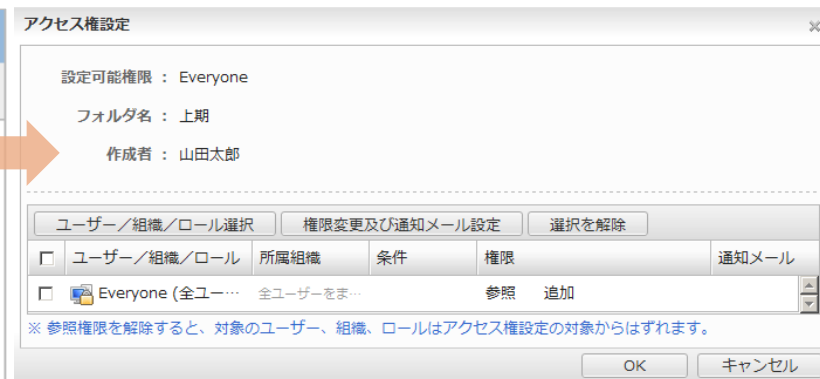 アクセス権設定
設定可能権限 : Everyone
フォルダ名 : 上期
作成者 : 山田太郎
ユーザー／組織／ロール選択 権限変更及び通知メール設定 選択を解除
ユーザー／組織／ロール 所属組織 条件 権限 通知メール
Everyone (全ユー… 全ユーザーをま… 参照 追加
※ 参照権限を解除すると、対象のユーザー、組織、ロールはアクセス権設定の対象からはずれます。
OK キャンセル